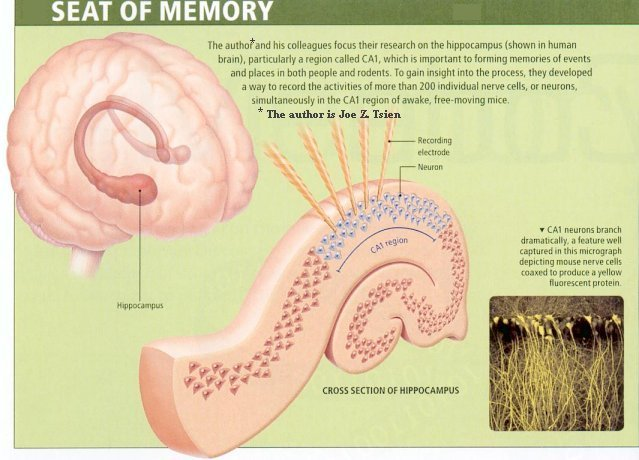 SEAT OF MEMORY
The author* and his colleagues focus their research on the hippocampus (shown in human
brain), particularly a region called CA1, which is important to forming memories of events
and places in both people and rodents. To gain insight into the process, they developed
a way to record the activities of more than 200 individual nerve cells, or neurons,
simultaneously in the CA1 region of awake, free-moving mice.
* The author is Joe Z. Tsien
Recording
electrode
Neuron
CA1 region
▼ CA1 neurons branch
dramatically, a feature well
captured in this micrograph
depicting mouse nerve cells
coaxed to produce a yellow
fluorescent protein.
Hippocampus
CROSS SECTION OF HIPPOCAMPUS